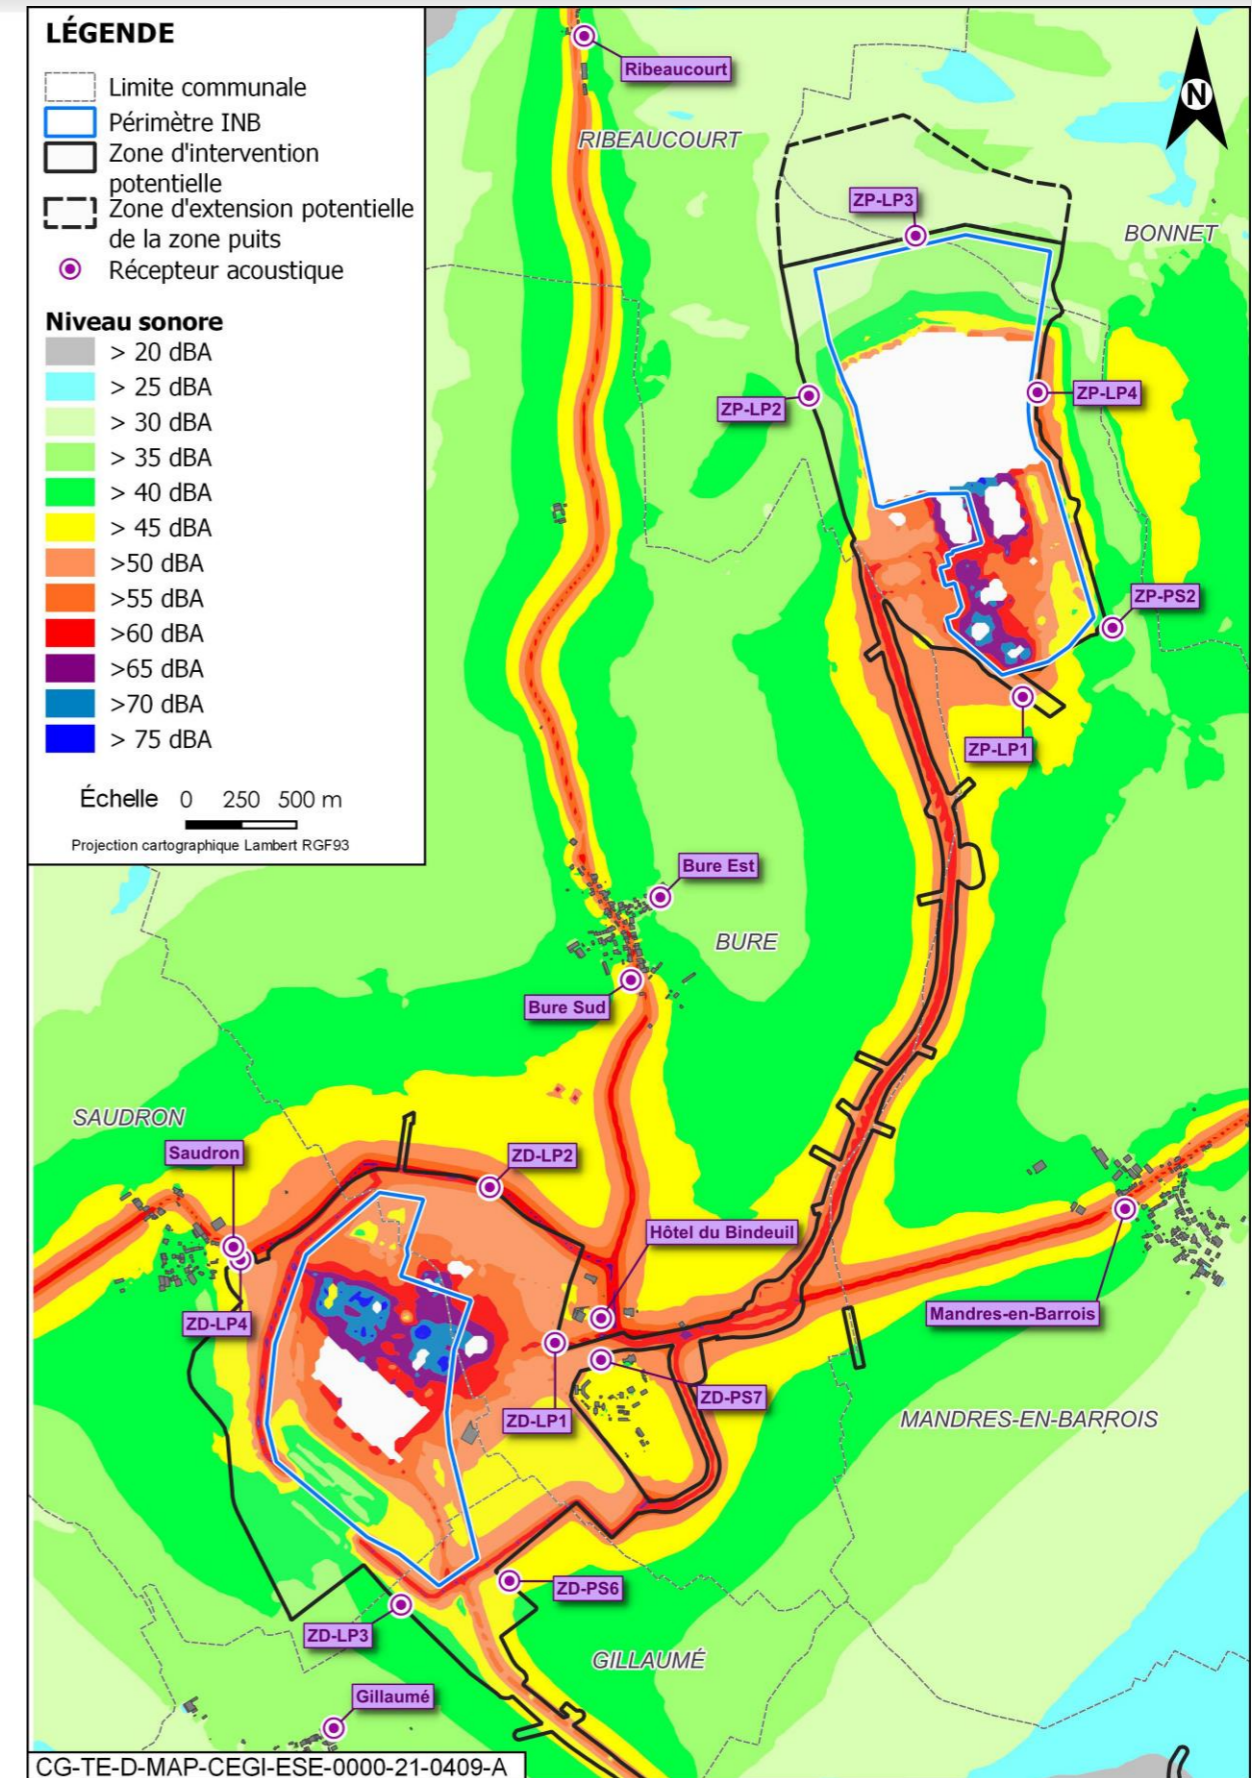 LÉGENDE
Limite communale
Périmètre INB
Zone d'intervention
potentielle
Zone d'extension potentielle
de la zone puits
Récepteur acoustique
Niveau sonore
> 20 dBA
> 25 dBA
> 30 dBA
> 35 dBA
> 40 dBA
> 45 dBA
>50 dBA
>55 dBA
>60 dBA
>65 dBA
>70 dBA
> 75 dBA
Échelle 0 250 500 m
Projection cartographique Lambert RGF93
N
Ribeaucourt
RIBEAUCOURT
ZP-LP3
BONNET
ZP-LP2
ZP-LP4
ZP-PS2
ZP-LP1
Bure Est
BURE
Bure Sud
SAUDRON
Saudron
ZD-LP2
Hôtel du Bindeuil
ZD-LP4
Mandres-en-Barrois
ZD-PS7
ZD-LP1
MANDRES-EN-BARROIS
ZD-PS6
ZD-LP3
GILLAUMÉ
Gillaumé
CG-TE-D-MAP-CEGI-ESE-0000-21-0409-A